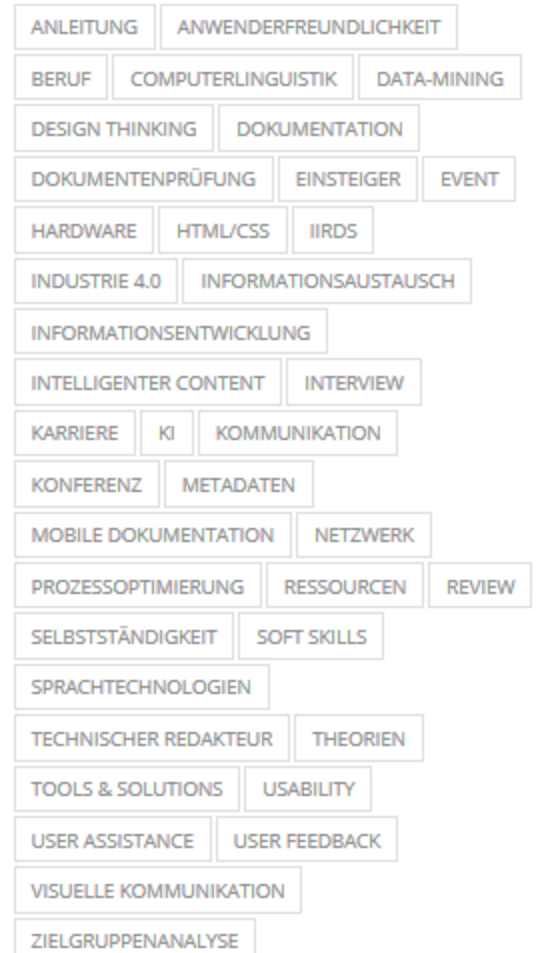 ANLEITUNG ANWENDERFREUNDLICHKEIT
BERUF COMPUTERLINGUISTIK DATA-MINING
DESIGN THINKING DOKUMENTATION
DOKUMENTENPRÜFUNG EINSTEIGER EVENT
HARDWARE HTML/CSS IIRDS
INDUSTRIE 4.0 INFORMATIONSAUSTAUSCH
INFORMATIONSENTWICKLUNG
INTELLIGENTER CONTENT INTERVIEW
KARRIERE KI KOMMUNIKATION
KONFERENZ METADATEN
MOBILE DOKUMENTATION NETZWERK
PROZESSOPTIMIERUNG RESSOURCEN REVIEW
SELBSTSTÄNDIGKEIT SOFT SKILLS
SPRACHTECHNOLOGIEN
TECHNISCHER REDAKTEUR THEORIEN
TOOLS & SOLUTIONS USABILITY
USER ASSISTANCE USER FEEDBACK
VISUELLE KOMMUNIKATION
ZIELGRUPPENANALYSE